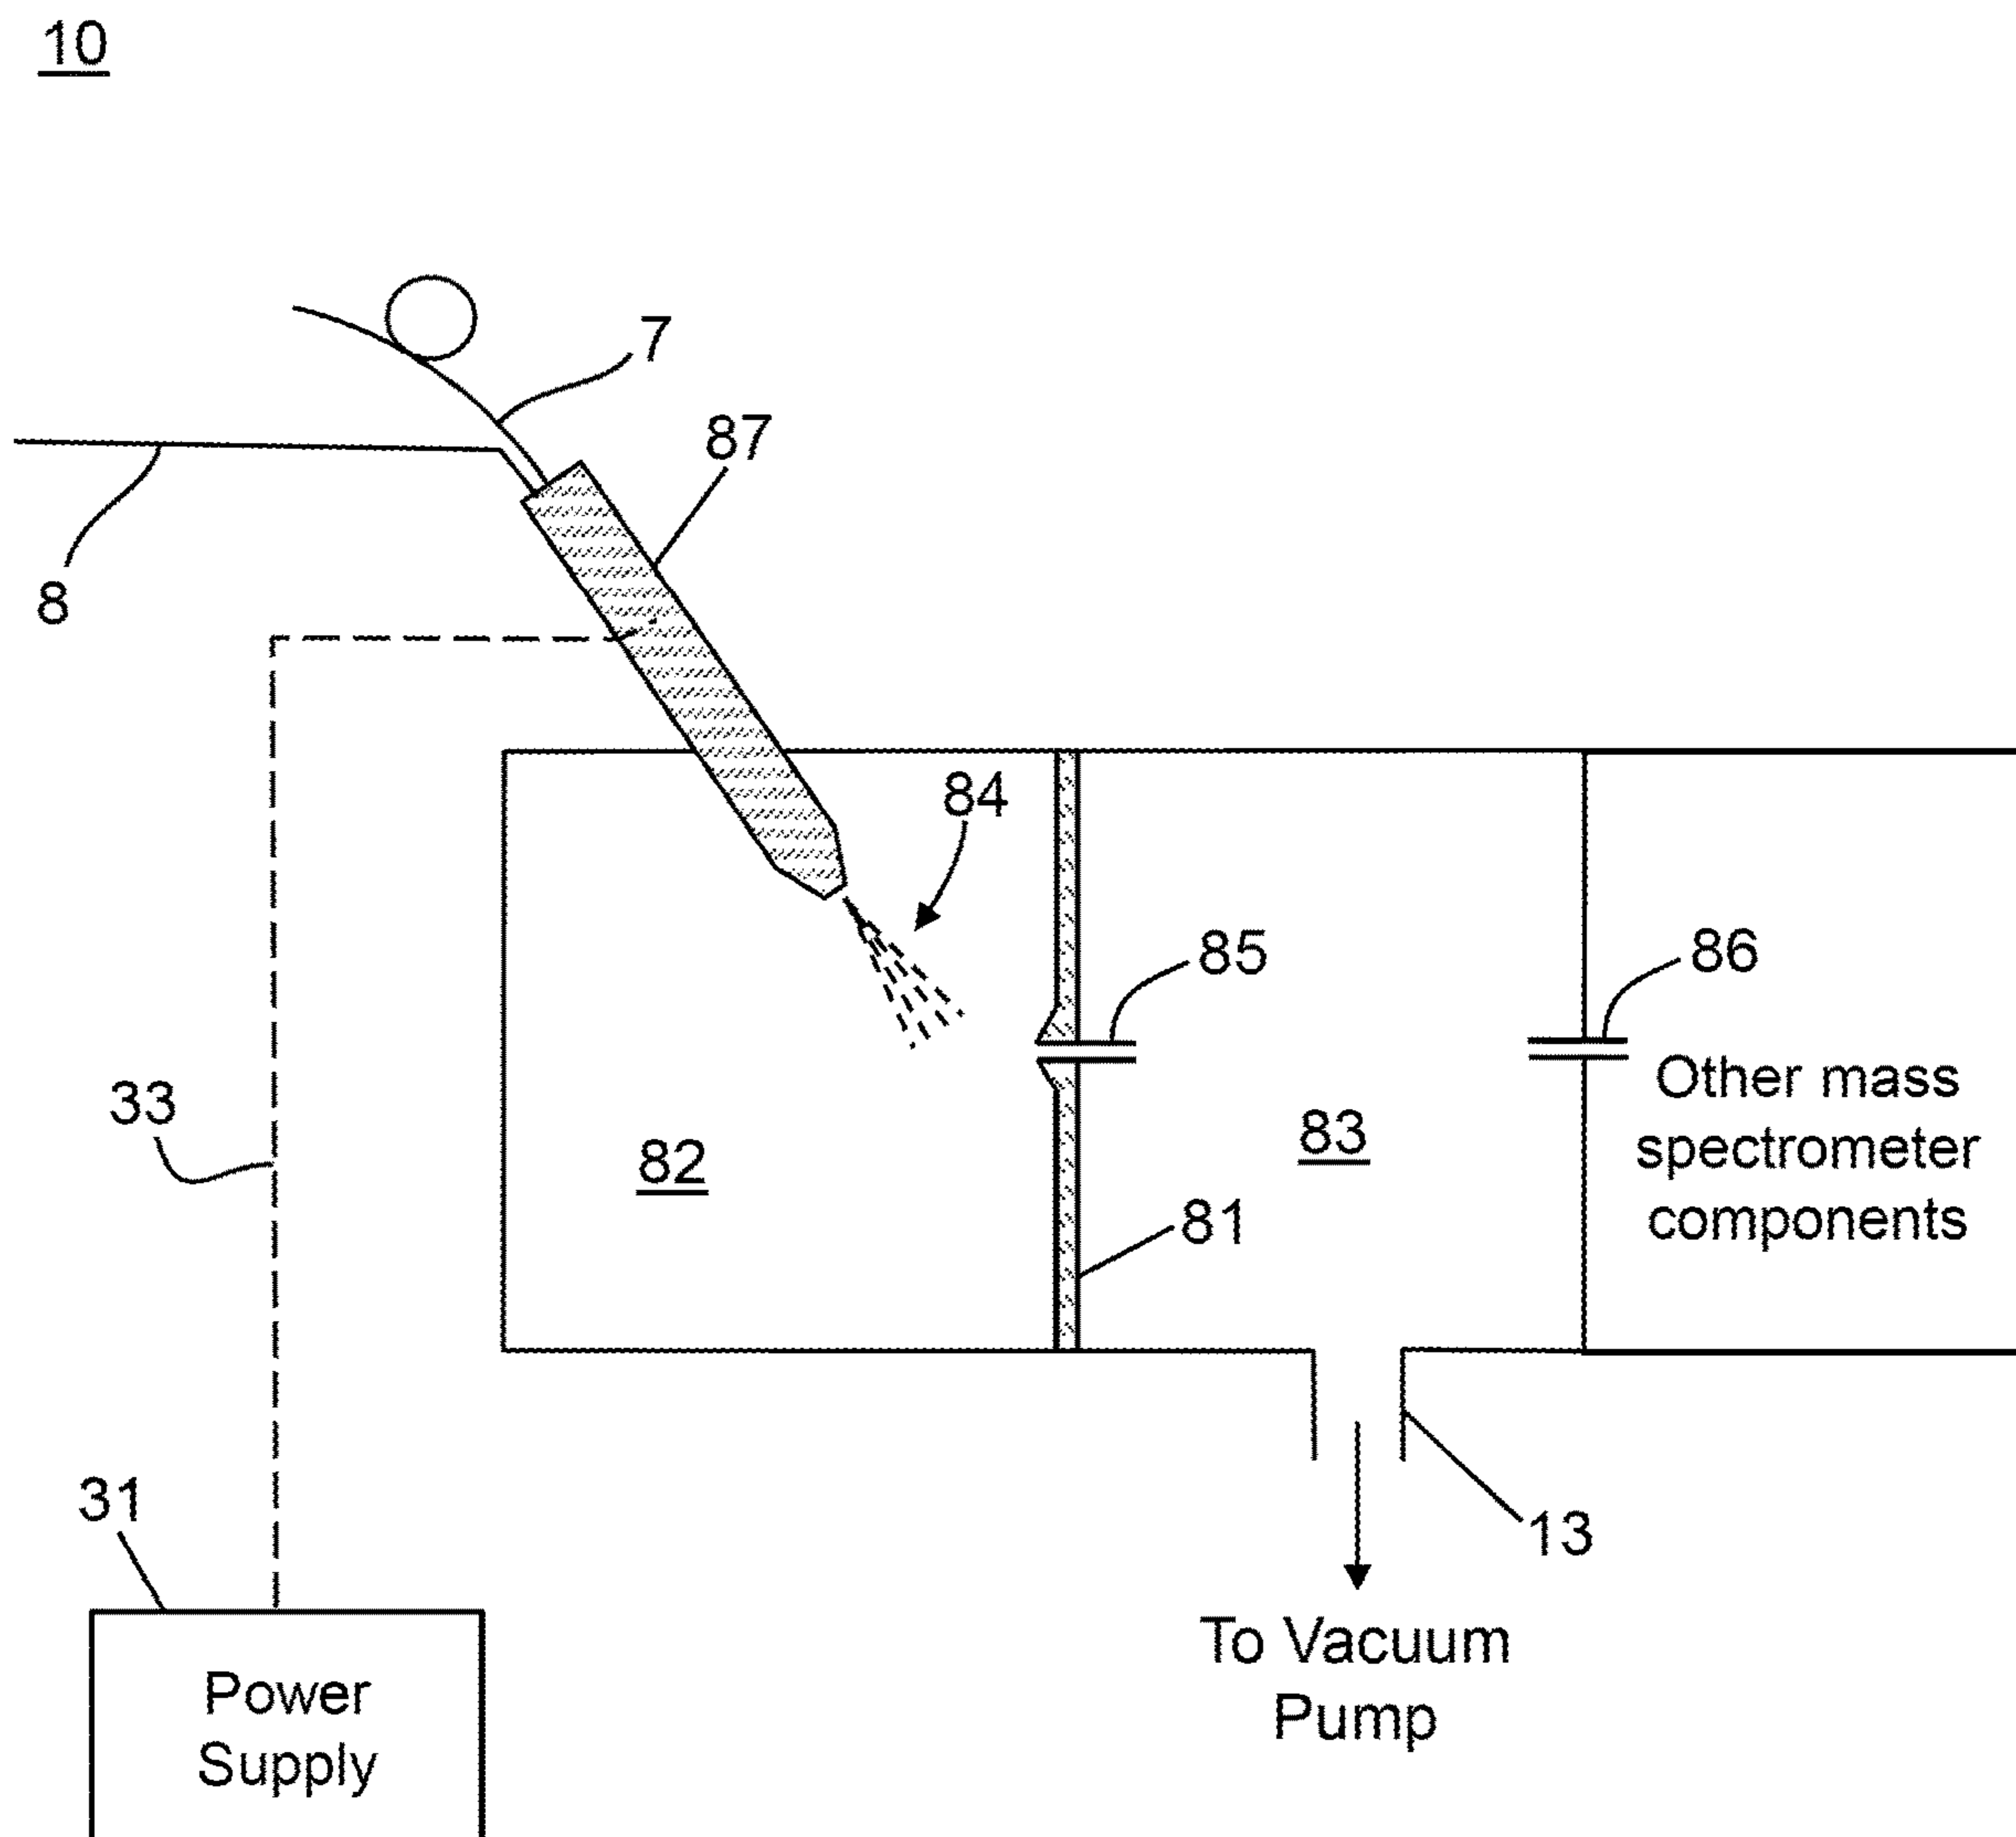 10
7
87
8
84
85
86
Other mass
spectrometer
components
33
82
83
81
31
13
To Vacuum
Pump
Power
Supply